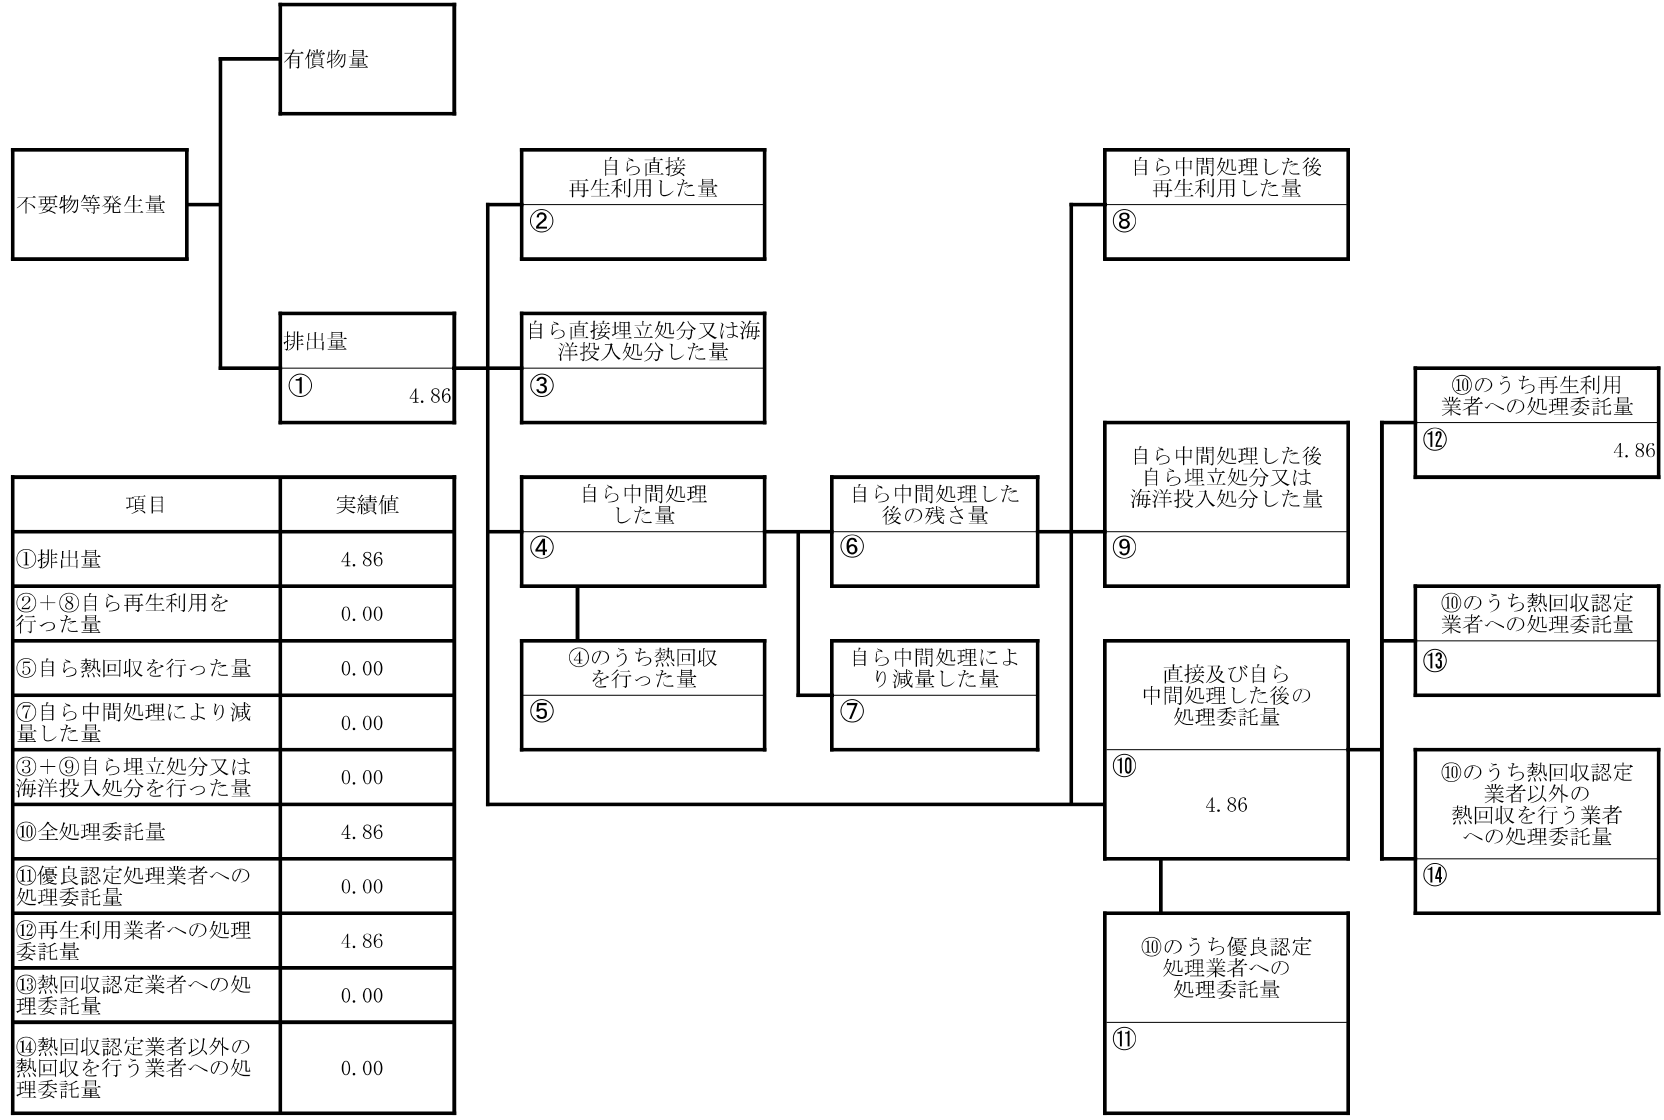 有償物量
不要物等発生量
排出量
①
4.86
自ら直接
再生利用した量
②
自ら直接埋立処分又は海
洋投入処分した量
③
自ら中間処理
した量
④
④のうち熱回収
を行った量
⑤
自ら中間処理した
後の残さ量
⑥
自ら中間処理によ
り減量した量
⑦
自ら中間処理した後
再生利用した量
⑧
自ら中間処理した後
自ら埋立処分又は
海洋投入処分した量
⑨
直接及び自ら
中間処理した後の
処理委託量
⑩
4.86
⑩のうち優良認定
処理業者への
処理委託量
⑪
⑩のうち再生利用
業者への処理委託量
⑫
4.86
⑩のうち熱回収認定
業者への処理委託量
⑬
⑩のうち熱回収認定
業者以外の
熱回収を行う業者
への処理委託量
⑭
項目 実績値
①排出量 4.86
②＋⑧自ら再生利用を
行った量 0.00
⑤自ら熱回収を行った量 0.00
⑦自ら中間処理により減
量した量 0.00
③＋⑨自ら埋立処分又は
海洋投入処分を行った量 0.00
⑩全処理委託量 4.86
⑪優良認定処理業者への
処理委託量 0.00
⑫再生利用業者への処理
委託量 4.86
⑬熱回収認定業者への処
理委託量 0.00
⑭熱回収認定業者以外の
熱回収を行う業者への処
理委託量 0.00